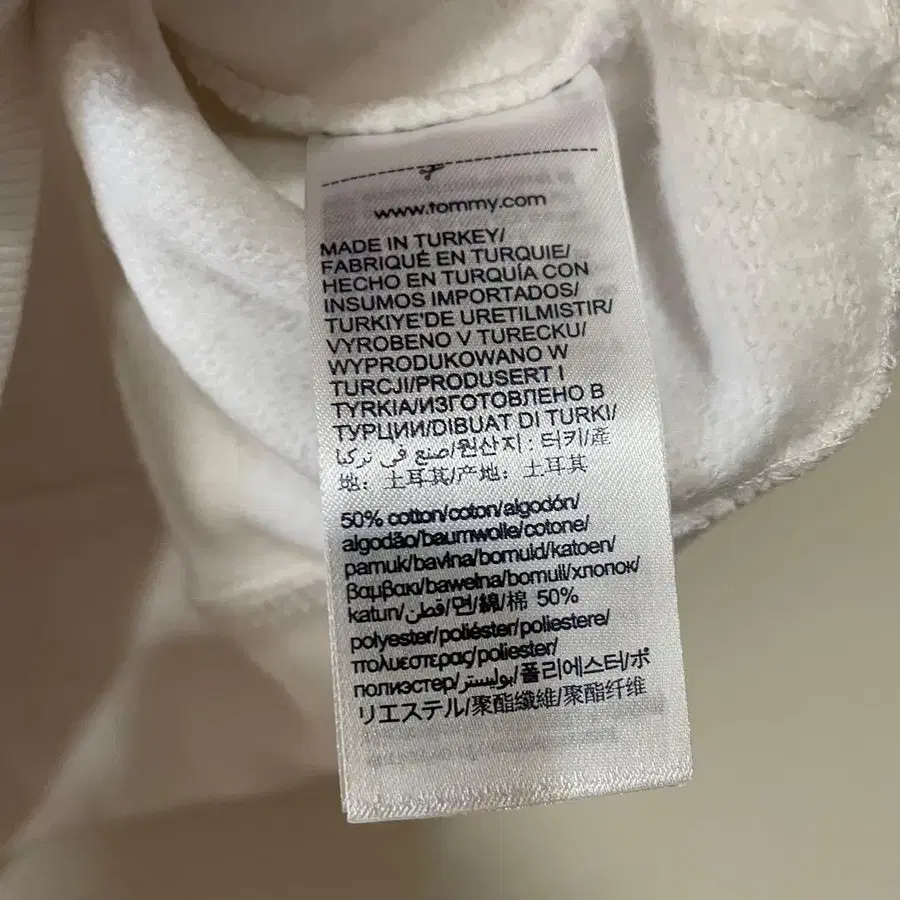 www.tommy.com
MADE IN TURKEY/
FABRIQUÉ EN TURQUIE/
HECHO EN TURQUÍA CON
INSUMOS IMPORTADOS/
TURKIYE'DE URETILMISTIR/
VYROBENO V TURECKU/
WYPRODUKOWANO W
TURCJI/PRODUSERT I
TYRKIA/ИЗГОТОВЛЕНО В
ТУРЦИИ/DIBUAT DI TURKI/
صنع في تركيا/원산지 : 터키/產
地: 土耳其/产地: 土耳其
50% cotton/coton/algodón/
algodão/baumwolle/cotone/
pamuk/bavlna/bomuld/katoen/
βαμβακι/bawełna/bomull/хлопок/
katun/قطن/면/綿/棉 50%
polyester/poliéster/poliestere/
πολυεστερας/poliester/
полиэстер/بوليستر/폴리에스터/ポ
リエステル/聚酯纖維/聚酯纤维